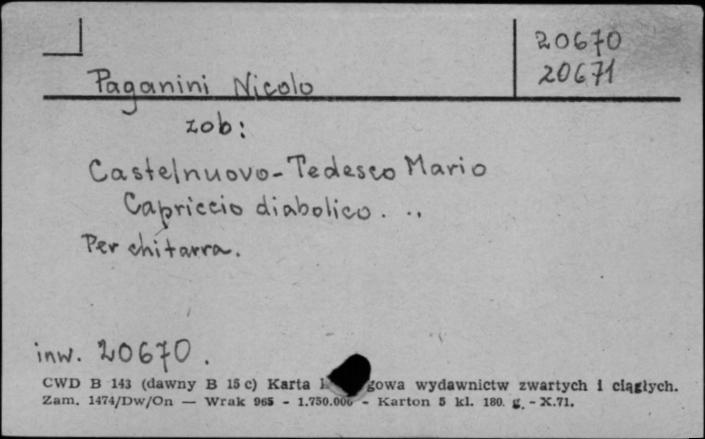 20670
20671
Paganini Nicolo
zob:
Castelnuovo-Tedesco Mario
Capriccio diabolico. ..
Per chitarra.
inw. 20670.
CWD B 143 (dawny B 15 c) Karta gowa wydawnictw zwartych i ciągłych.
Zam. 1474/Dw/On — Wrak 965 - 1.750.000 - Karton 5 kl. 180. g. - X.71.